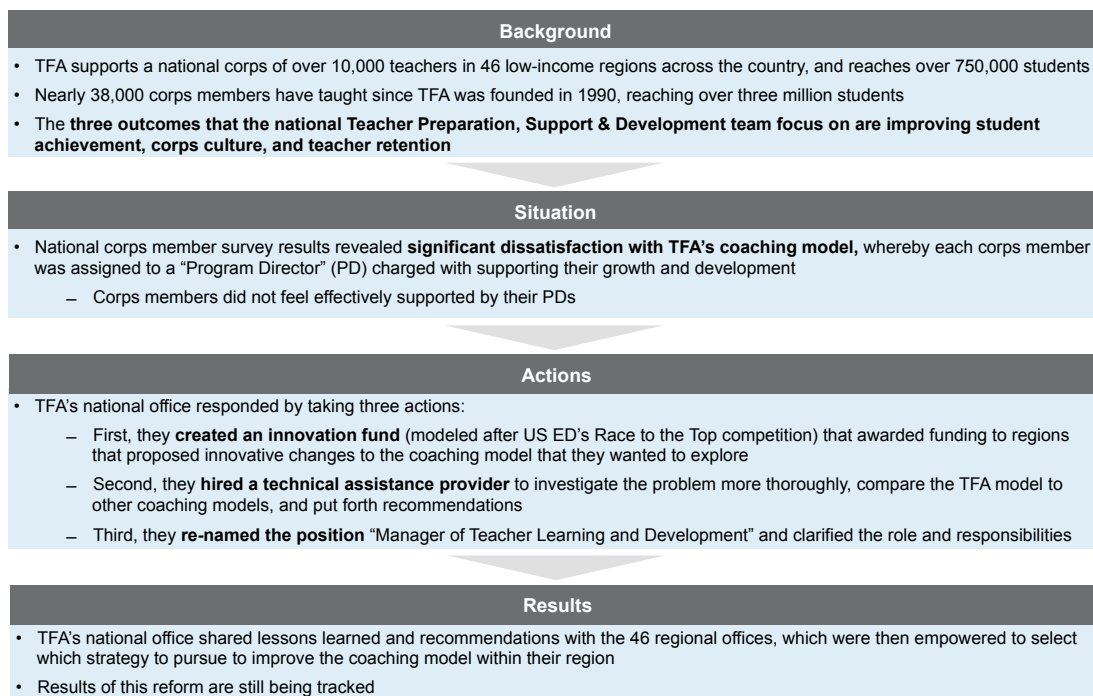 Background
• TFA supports a national corps of over 10,000 teachers in 46 low-income regions across the country, and reaches over 750,000 students
• Nearly 38,000 corps members have taught since TFA was founded in 1990, reaching over three million students
• The three outcomes that the national Teacher Preparation, Support & Development team focus on are improving student
achievement, corps culture, and teacher retention
Situation
• National corps member survey results revealed significant dissatisfaction with TFA's coaching model, whereby each corps member
was assigned to a “Program Director” (PD) charged with supporting their growth and development
– Corps members did not feel effectively supported by their PDs
Actions
• TFA's national office responded by taking three actions:
– First, they created an innovation fund (modeled after US ED's Race to the Top competition) that awarded funding to regions
that proposed innovative changes to the coaching model that they wanted to explore
– Second, they hired a technical assistance provider to investigate the problem more thoroughly, compare the TFA model to
other coaching models, and put forth recommendations
– Third, they re-named the position “Manager of Teacher Learning and Development” and clarified the role and responsibilities
Results
• TFA's national office shared lessons learned and recommendations with the 46 regional offices, which were then empowered to select
which strategy to pursue to improve the coaching model within their region
• Results of this reform are still being tracked